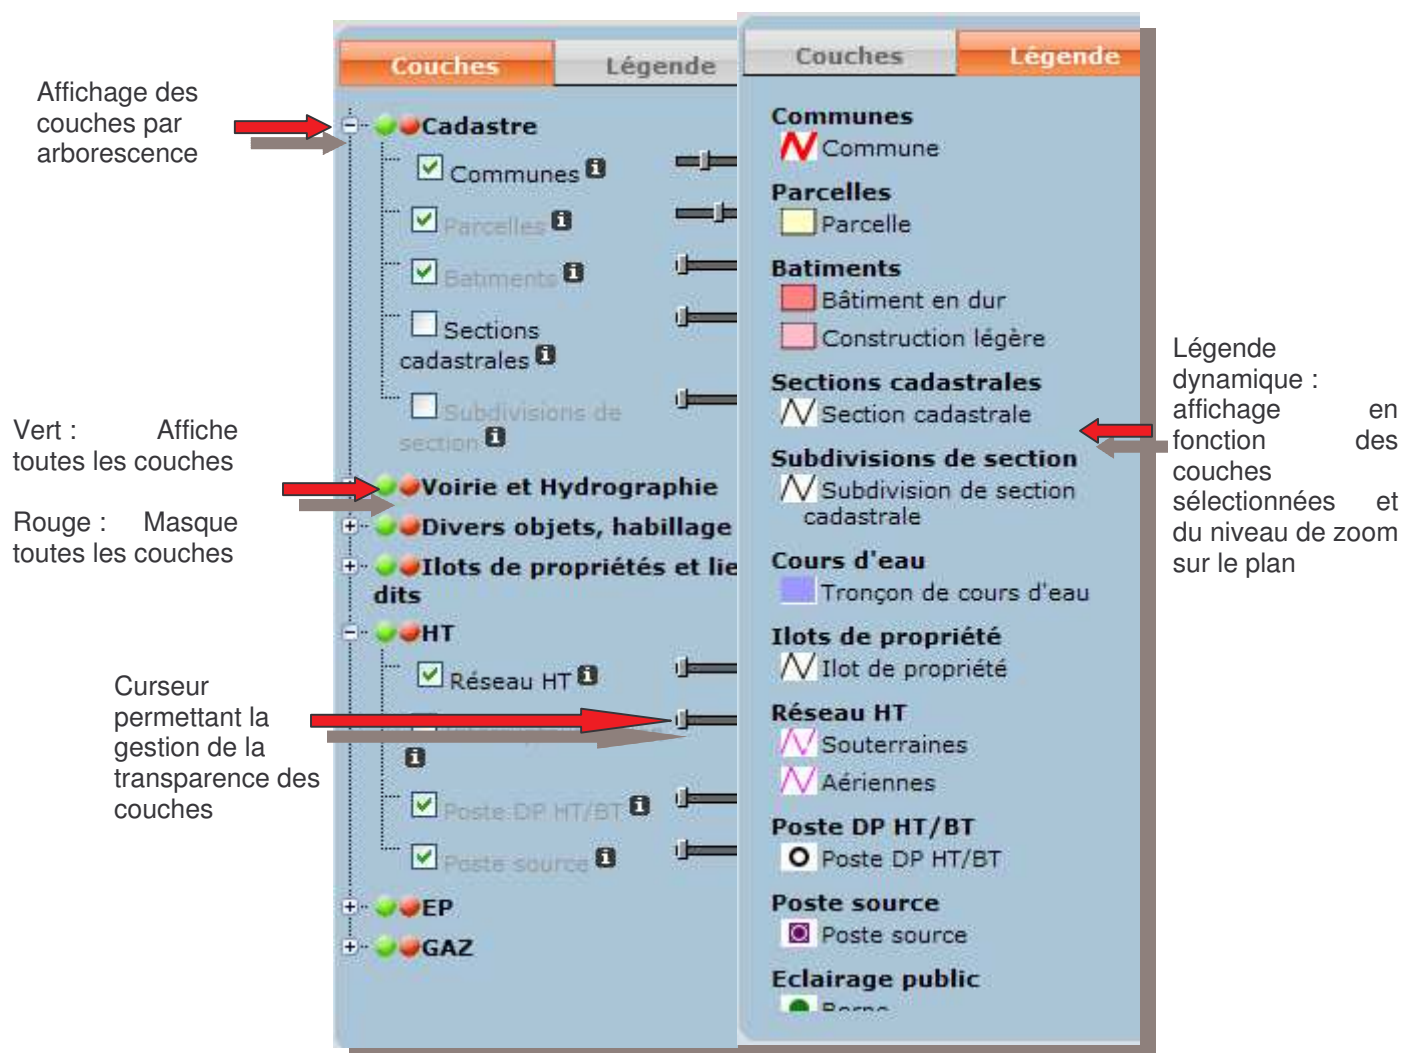 Affichage des
couches par
arborescence
Vert : Affiche
toutes les couches
Rouge : Masque
toutes les couches
Curseur
permettant la
gestion de la
transparence des
couches
Couches
Légende
Cadastre
Communes
Parcelles
Batiments
Sections
cadastrales
Subdivisions de
section
Voirie et Hydrographie
Divers objets, habillage
Ilots de propriétés et lie
dits
HT
Réseau HT
Poste DP HT/BT
Poste source
EP
GAZ
Couches
Légende
Communes
Commune
Parcelles
Parcelle
Batiments
Bâtiment en dur
Construction légère
Sections cadastrales
Section cadastrale
Subdivisions de section
Subdivision de section
cadastrale
Cours d'eau
Tronçon de cours d'eau
Ilots de propriété
Ilot de propriété
Réseau HT
Souterraines
Aériennes
Poste DP HT/BT
Poste DP HT/BT
Poste source
Poste source
Eclairage public
Borne
Légende
dynamique :
affichage en
fonction des
couches
sélectionnées et
du niveau de zoom
sur le plan